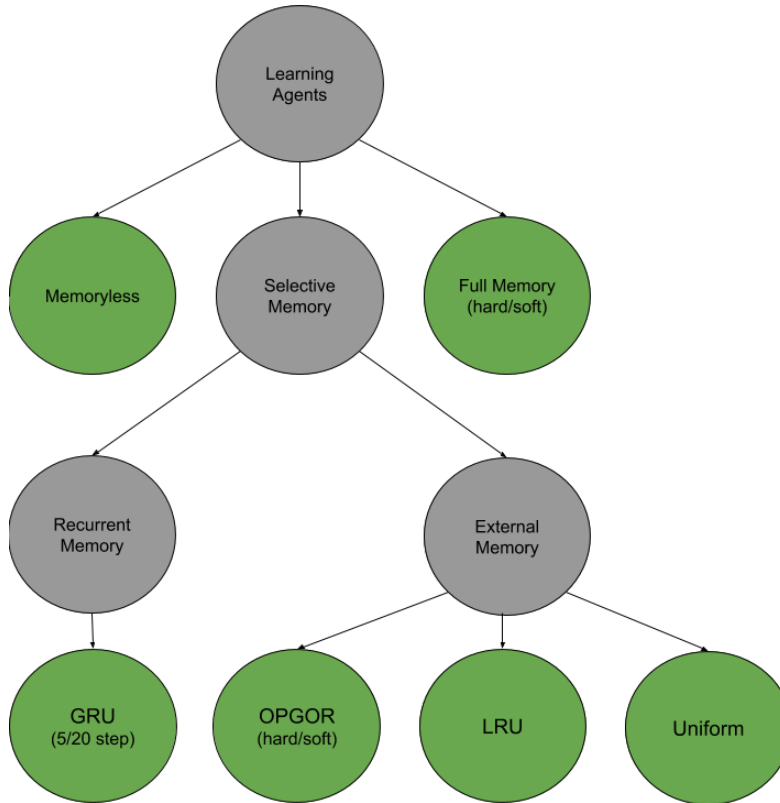 Learning
Agents
Memoryless
Selective
Memory
Full Memory
(hard/soft)
Recurrent
Memory
External
Memory
GRU
(5/20 step)
OPGOR
(hard/soft)
LRU
Uniform